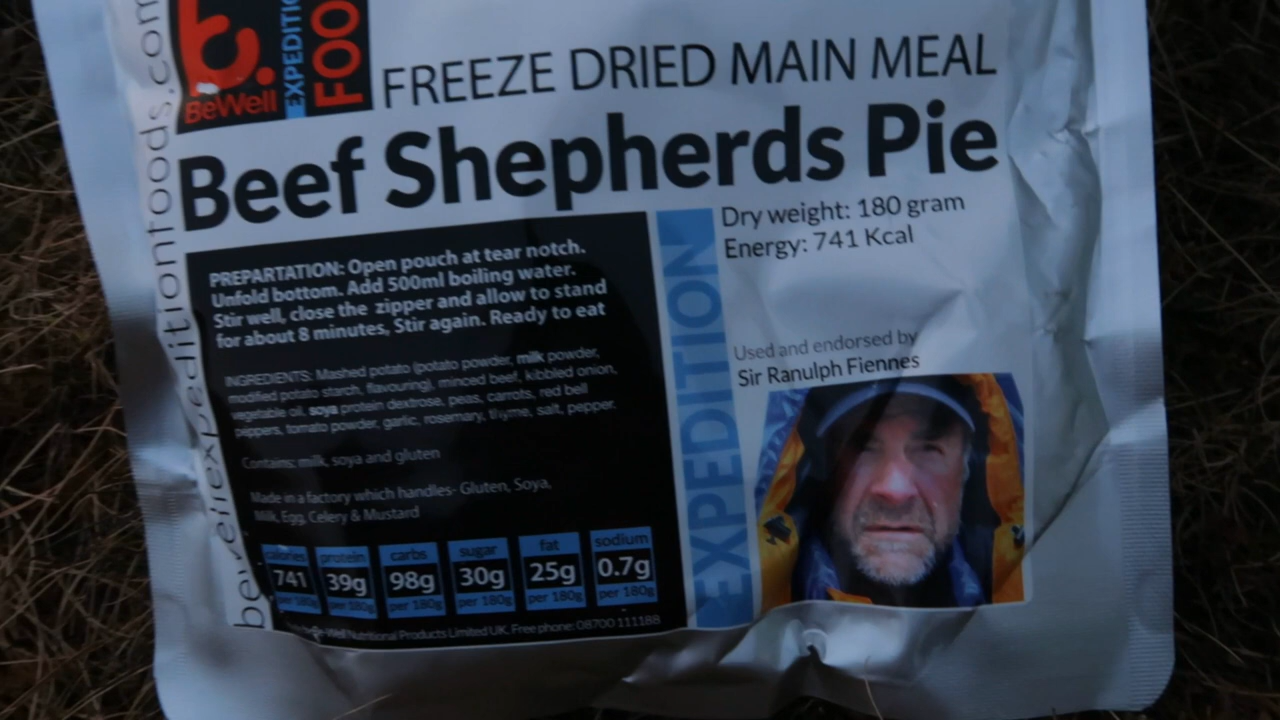 BeWell
EXPEDITI
FOO
FREEZE DRIED MAIN MEAL
Beef Shepherds Pie
Dry weight: 180 gram
Energy: 741 Kcal
PREPARTATION: Open pouch at tear notch.
Unfold bottom. Add 500ml boiling water.
Stir well, close the zipper and allow to stand
for about 8 minutes, Stir again. Ready to eat
INGREDIENTS: Mashed potato (potato powder, milk powder,
modified potato starch, flavouring), minced beef, kibbled onion,
vegetable oil, soya protein dextrose, peas, carrots, red bell
peppers, tomato powder, garlic, rosemary, thyme, salt, pepper.
Contains: milk, soya and gluten
Made in a factory which handles- Gluten, Soya,
Milk, Egg, Celery & Mustard
calories protein carbs sugar fat sodium
741 39g 98g 30g 25g 0.7g
per 180g per 180g per 180g per 180g per 180g per 180g
Be-Well Nutritional Products Limited UK. Free phone: 08700 111188
EXPEDITION
Used and endorsed by
Sir Ranulph Fiennes
bewellexpeditionfoods.com